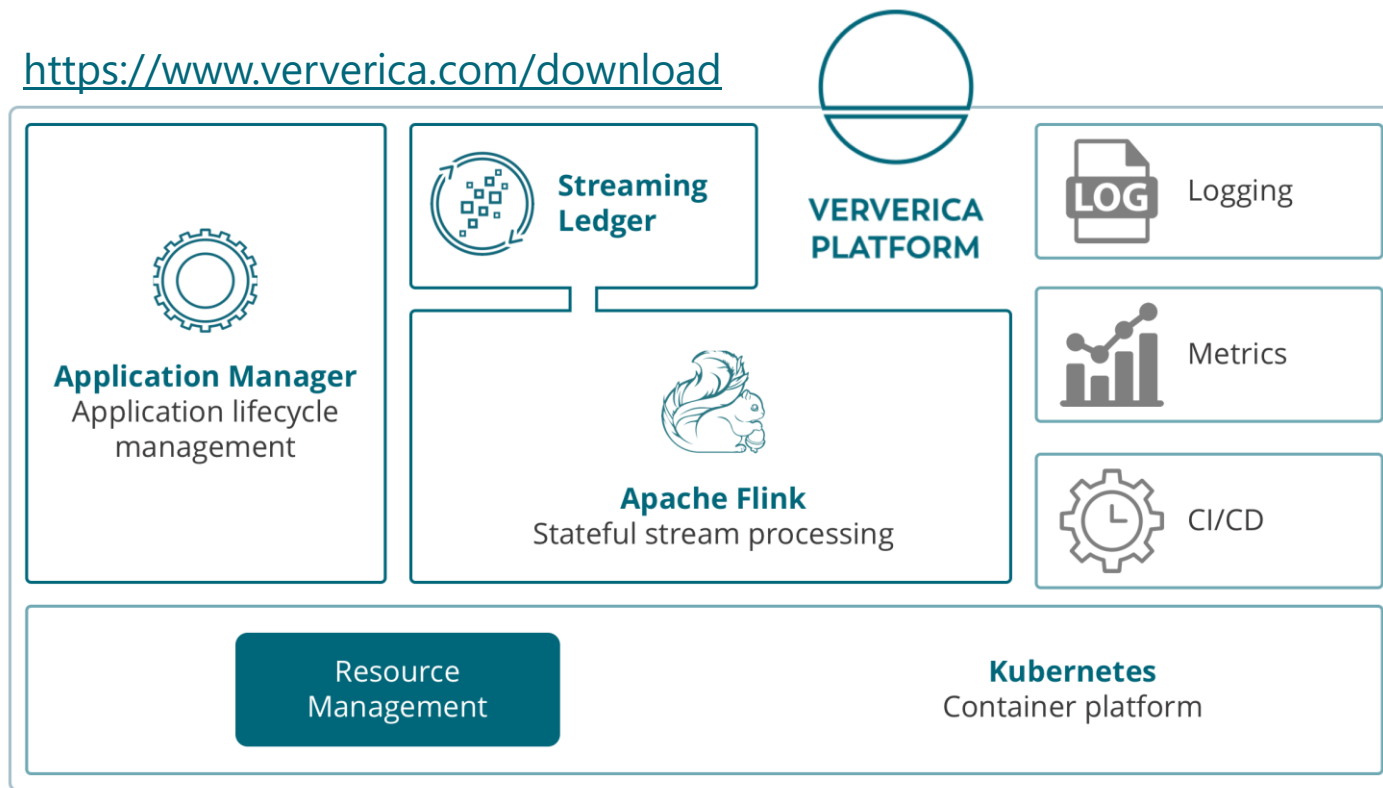 https://www.ververica.com/download
Application Manager
Application lifecycle
management
Streaming
Ledger
VERVERICA
PLATFORM
Apache Flink
Stateful stream processing
LOG
Logging
Metrics
CI/CD
Resource
Management
Kubernetes
Container platform